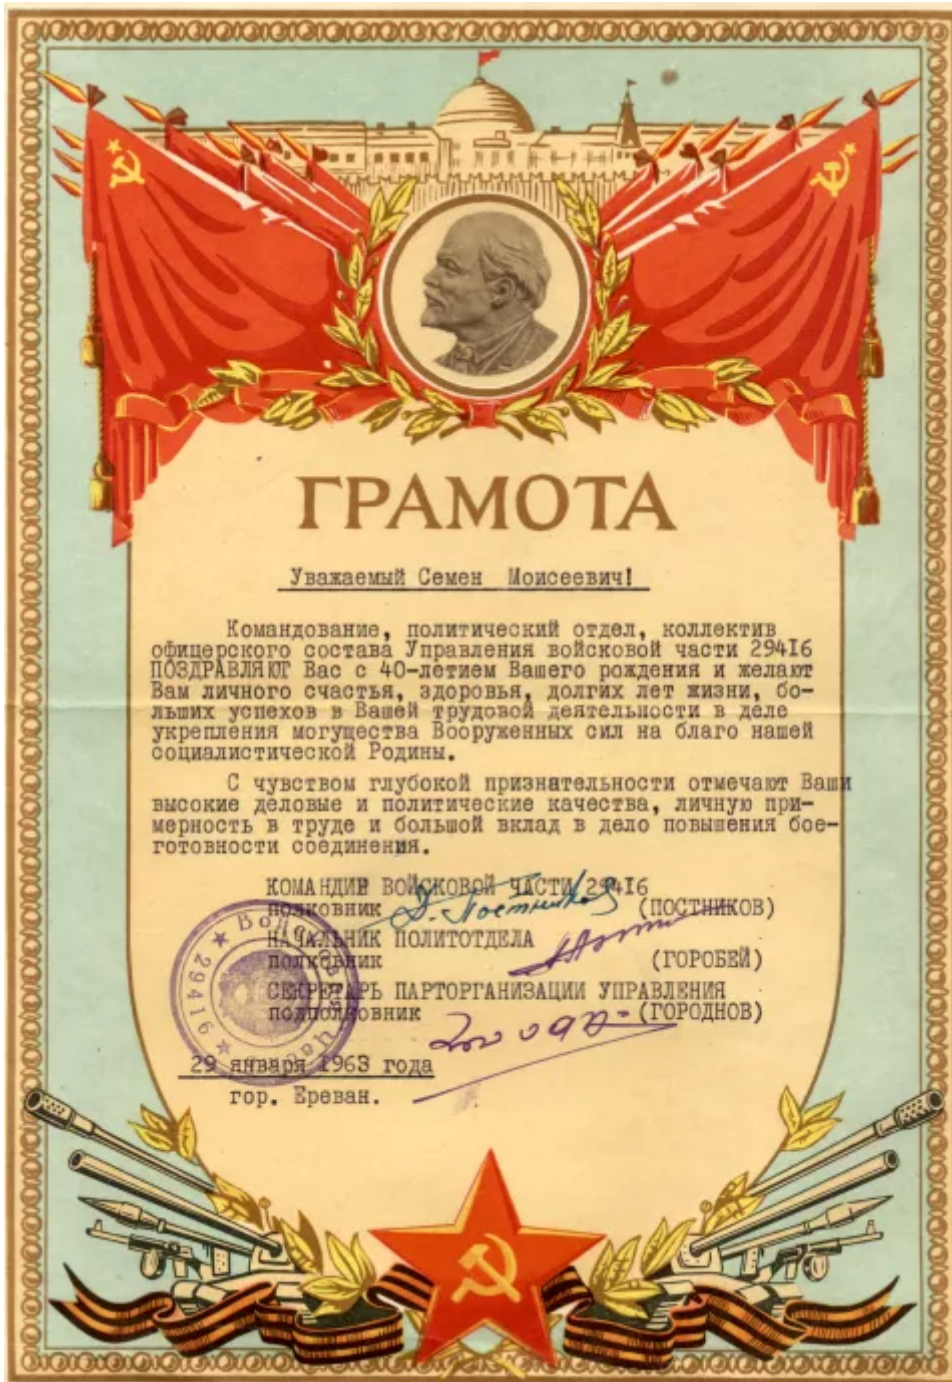 ГРАМОТА
Уважаемый Семен Моисеевич!
Командование, политический отдел, коллектив
офицерского состава Управления войсковой части 29416
ПОЗДРАВЛЯЮТ Вас с 40-летием Вашего рождения и желают
Вам личного счастья, здоровья, долгих лет жизни, бо-
льших успехов в Вашей трудовой деятельности в деле
укрепления могущества Вооруженных сил на благо нашей
социалистической Родины.
С чувством глубокой признательности отмечают Ваши
высокие деловые и политические качества, личную при-
мерность в труде и большой вклад в дело повышения бое-
готовности соединения.
КОМАНДИР ВОЙСКОВОЙ ЧАСТИ 29416
полковник Д. Постников (ПОСТНИКОВ)
НАЧАЛЬНИК ПОЛИТОТДЕЛА
полковник (ГОРОБЕЙ)
СЕКРЕТАРЬ ПАРТОРГАНИЗАЦИИ УПРАВЛЕНИЯ
подполковник (ГОРОДНОВ)
29 января 1963 года
гор. Ереван.